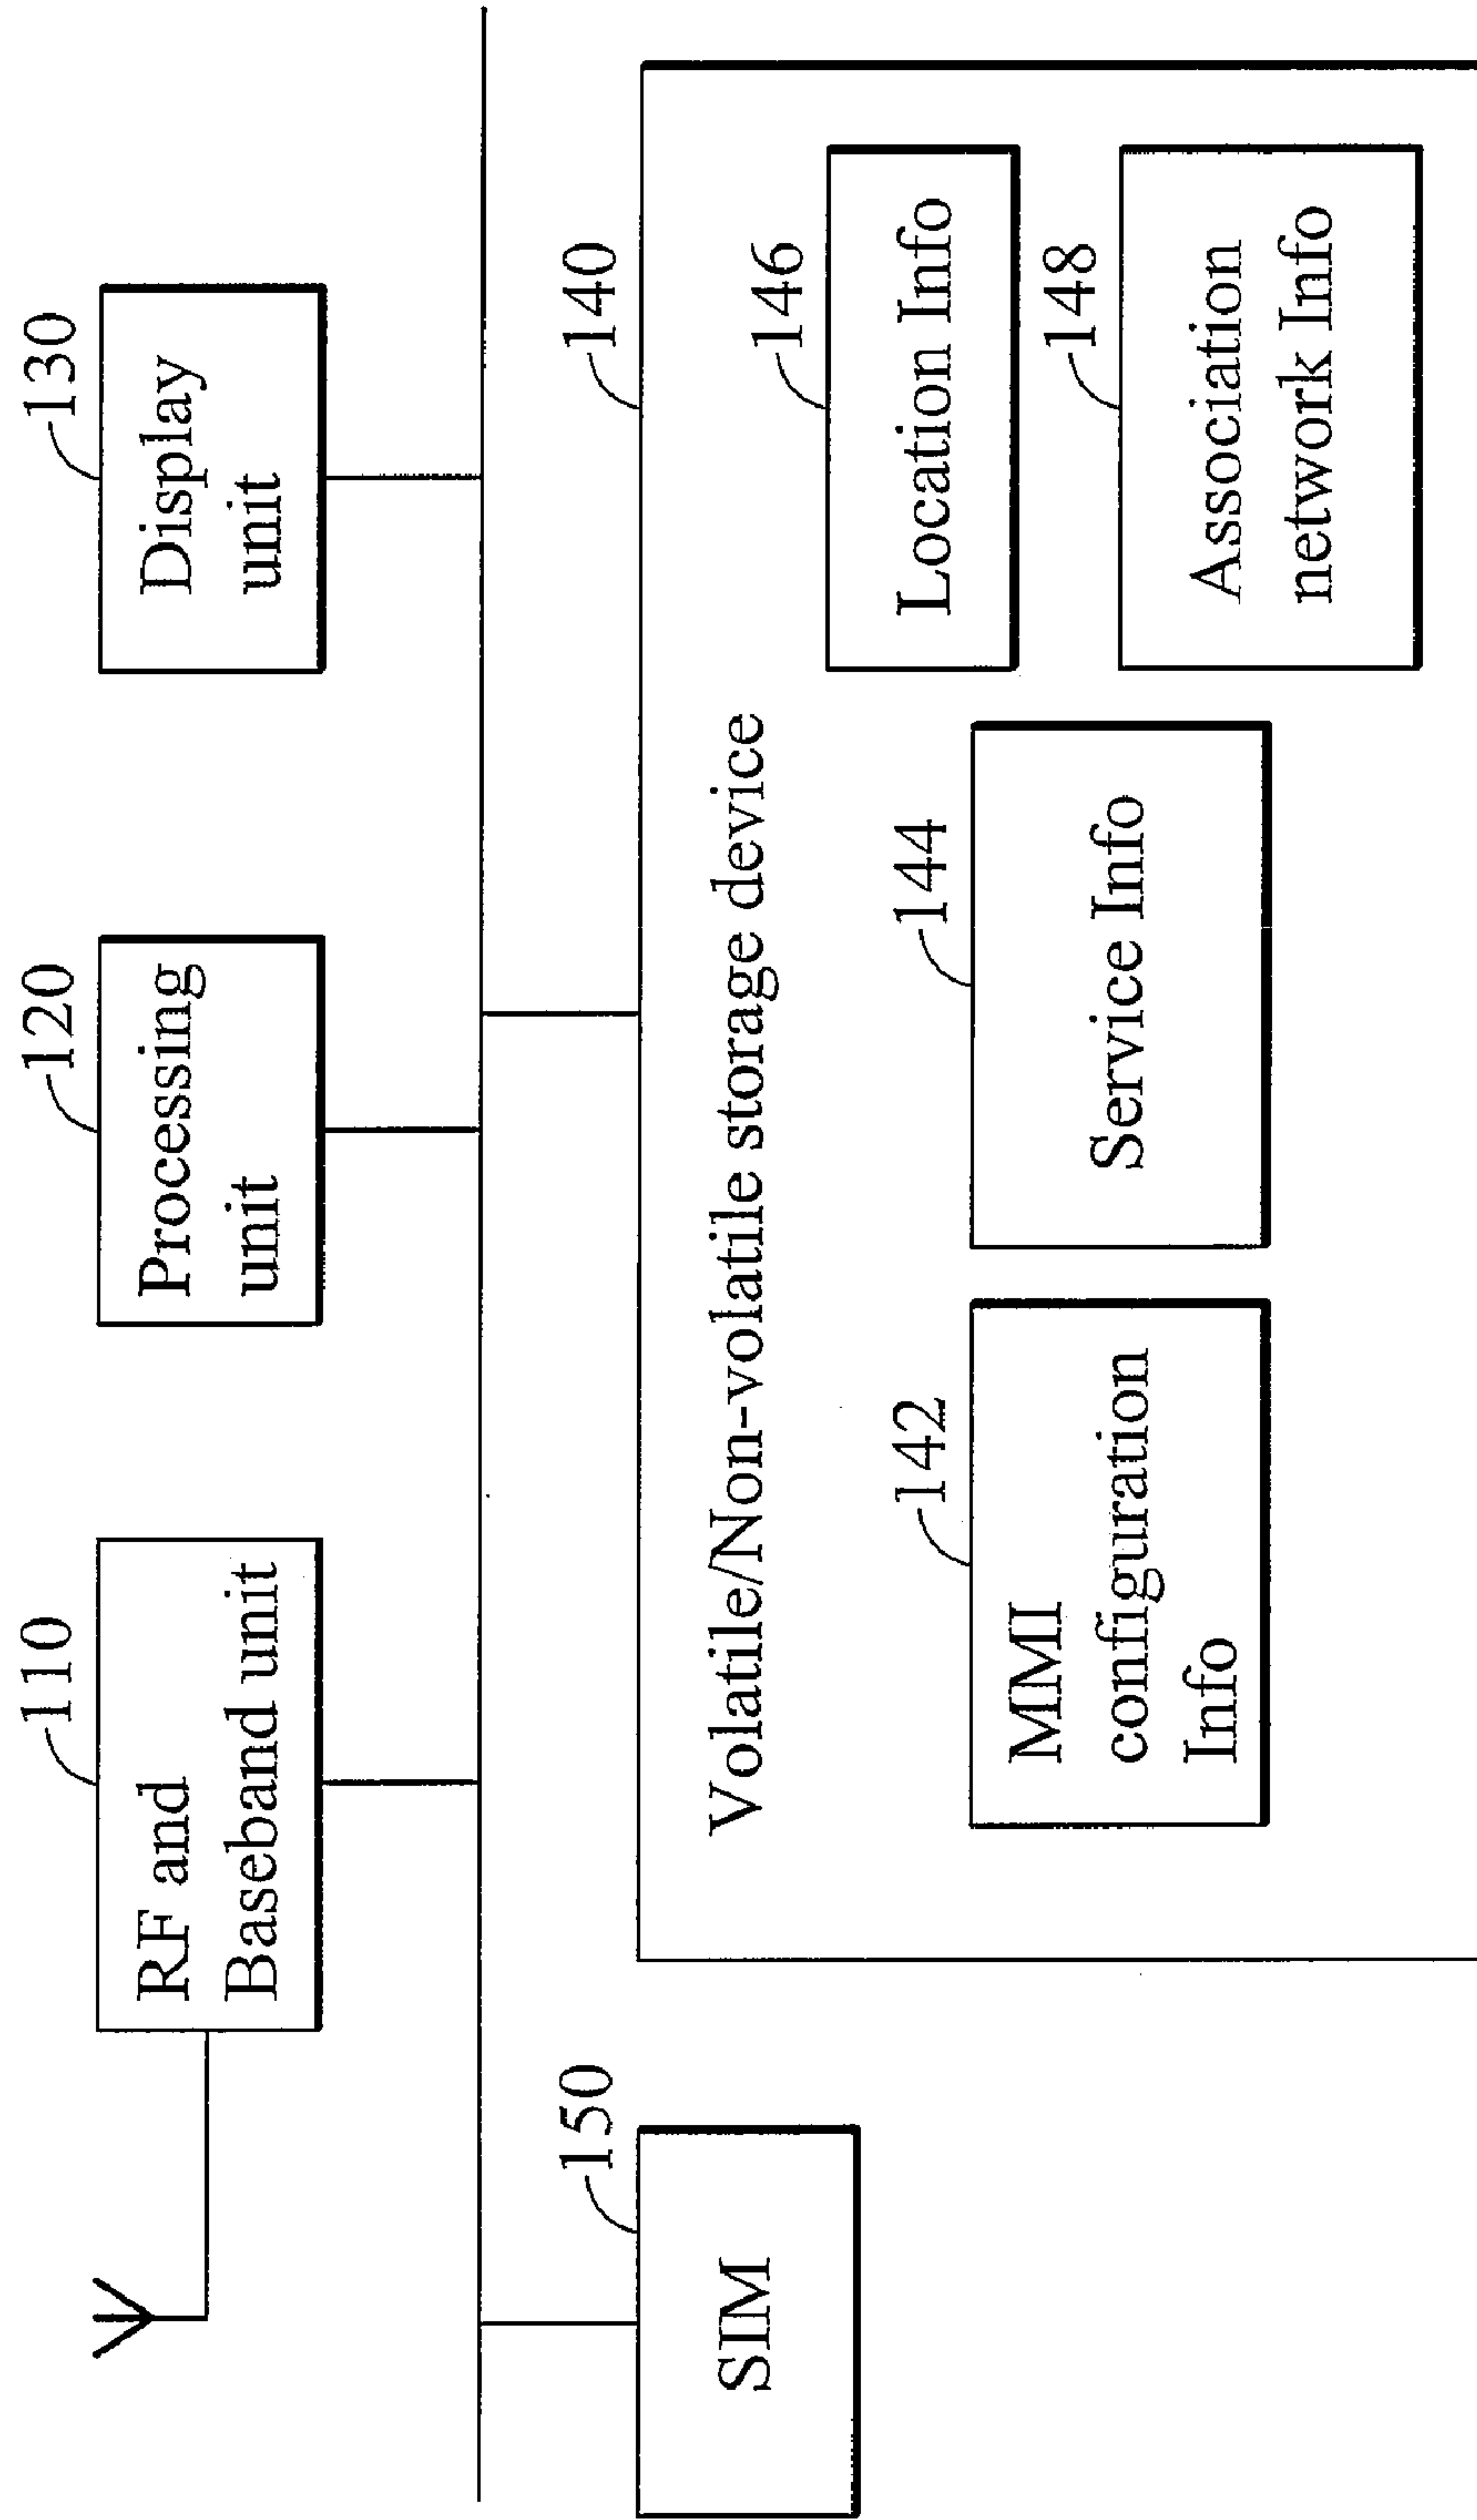 110
RF and
Baseband unit
120
Processing
unit
130
Display
unit
150
SIM
140
Volatile/Non-volatile storage device
142
MMI
configuration
Info
144
Service Info
146
Location Info
148
Association
network Info